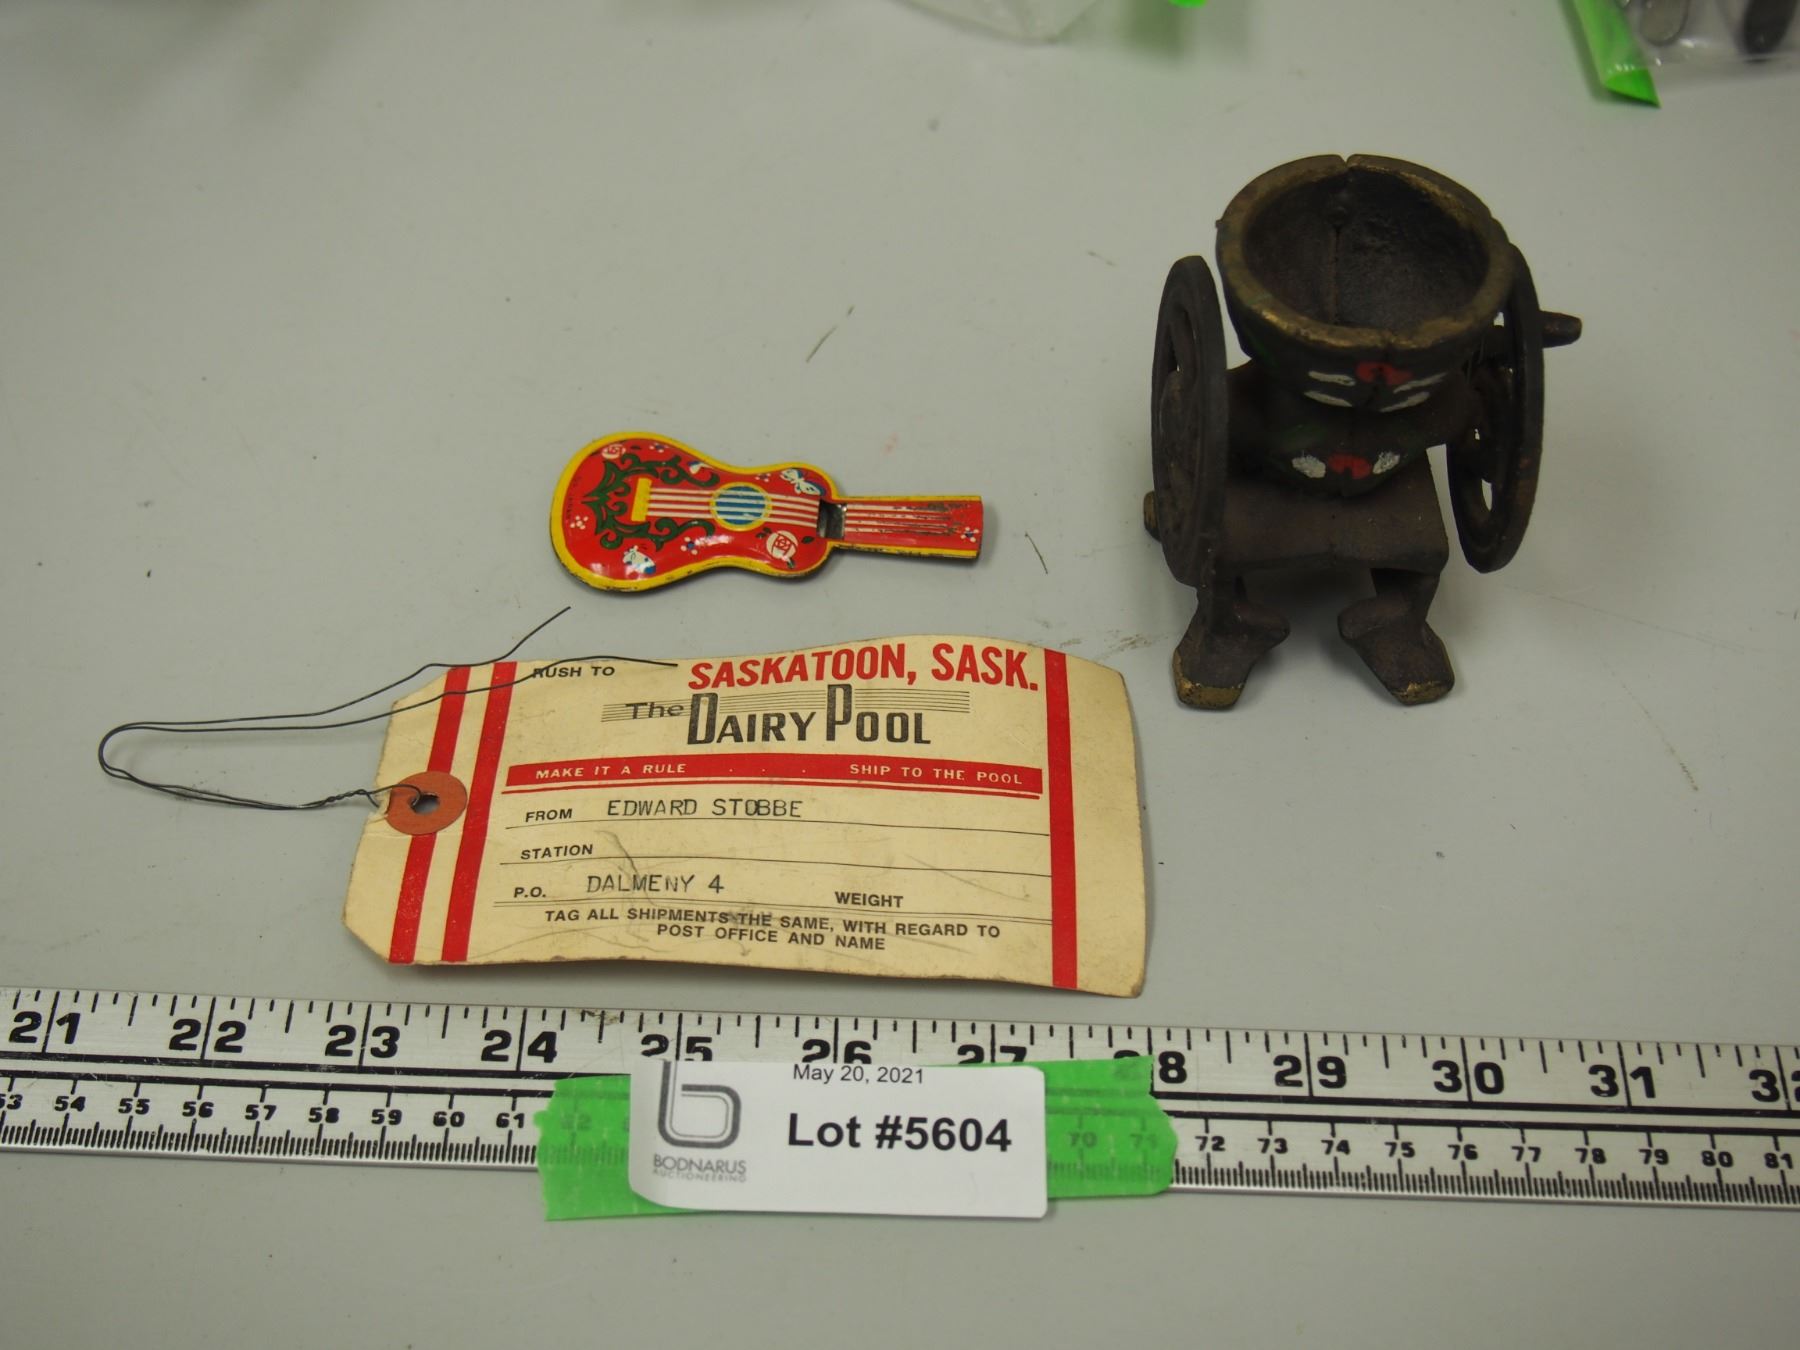 RUSH TO
SASKATOON, SASK.
The DAIRY POOL
MAKE IT A RULE . . . SHIP TO THE POOL
FROM EDWARD STOBBE
STATION
P.O. DALMENY 4 WEIGHT
TAG ALL SHIPMENTS THE SAME, WITH REGARD TO
POST OFFICE AND NAME
21 22 23 24 25 26 27 28 29 30 31
53 54 55 56 57 58 59 60 61 62 70 71 72 73 74 75 76 77 78 79 80 81
May 20, 2021
Lot #5604
b
BODNARUS
AUCTIONEERING